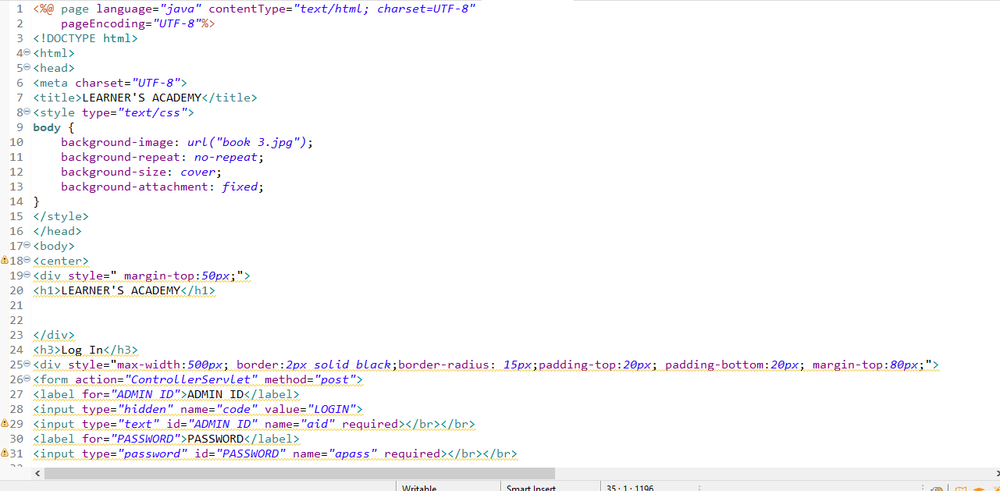 1 <%@ page language="java" contentType="text/html; charset=UTF-8"
2     pageEncoding="UTF-8"%>
3 <!DOCTYPE html>
4 <html>
5 <head>
6 <meta charset="UTF-8">
7 <title>LEARNER'S ACADEMY</title>
8 <style type="text/css">
9 body {
10     background-image: url("book 3.jpg");
11     background-repeat: no-repeat;
12     background-size: cover;
13     background-attachment: fixed;
14 }
15 </style>
16 </head>
17 <body>
18 <center>
19 <div style=" margin-top:50px;">
20 <h1>LEARNER'S ACADEMY</h1>
21
22
23 </div>
24 <h3>Log In</h3>
25 <div style="max-width:500px; border:2px solid black;border-radius: 15px;padding-top:20px; padding-bottom:20px; margin-top:80px;">
26 <form action="ControllerServlet" method="post">
27 <label for="ADMIN ID">ADMIN ID</label>
28 <input type="hidden" name="code" value="LOGIN">
29 <input type="text" id="ADMIN ID" name="aid" required></br></br>
30 <label for="PASSWORD">PASSWORD</label>
31 <input type="password" id="PASSWORD" name="apass" required></br></br>
Writable Smart Insert 35 : 1 : 1196